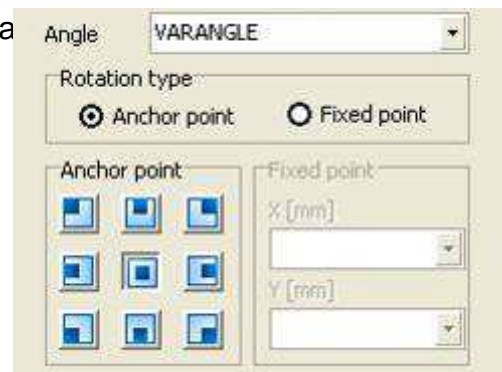 a
Angle VARANGLE
Rotation type
Anchor point Fixed point
Anchor point Fixed point
X [mm]
Y [mm]